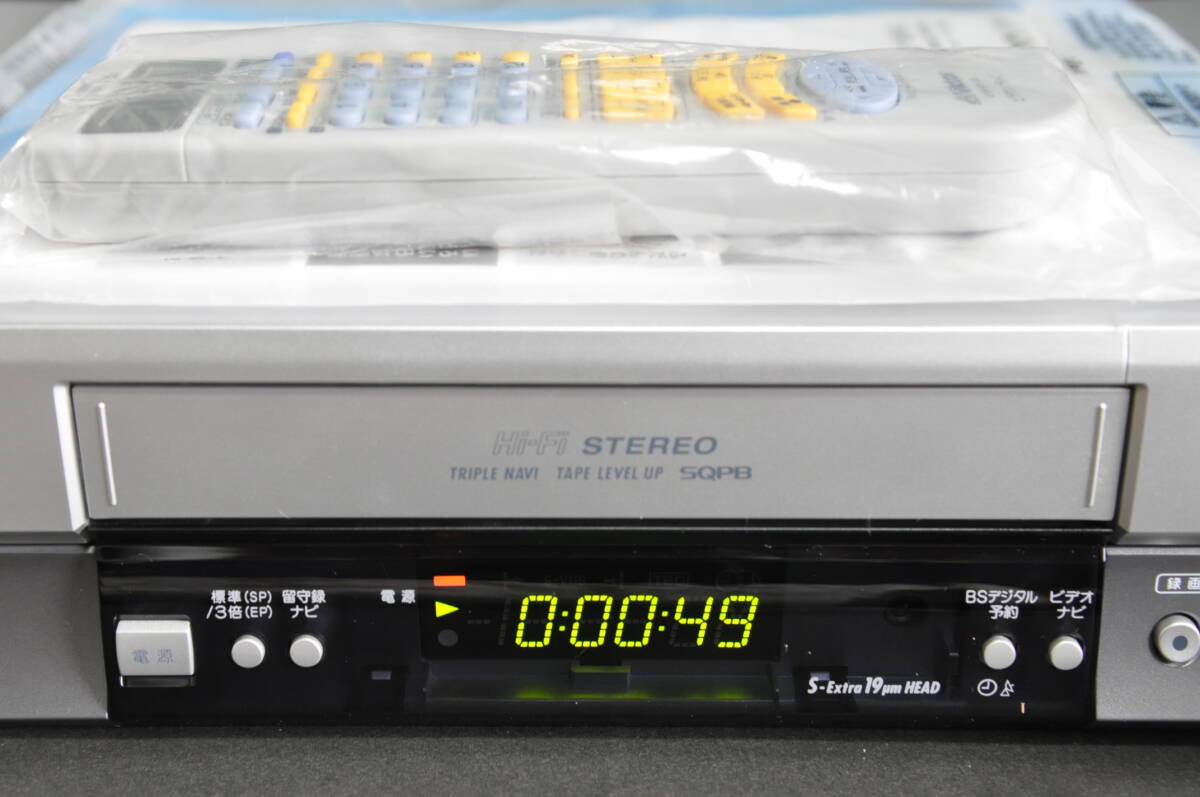 Hi-Fi STEREO
TRIPLE NAVI TAPE LEVEL UP SQPB
標準(SP)
/3倍(EP)
留守録
ナビ
電源
0:00:49
BSデジタル
予約
ビデオ
ナビ
録画
電源
S-Extra 19μm HEAD